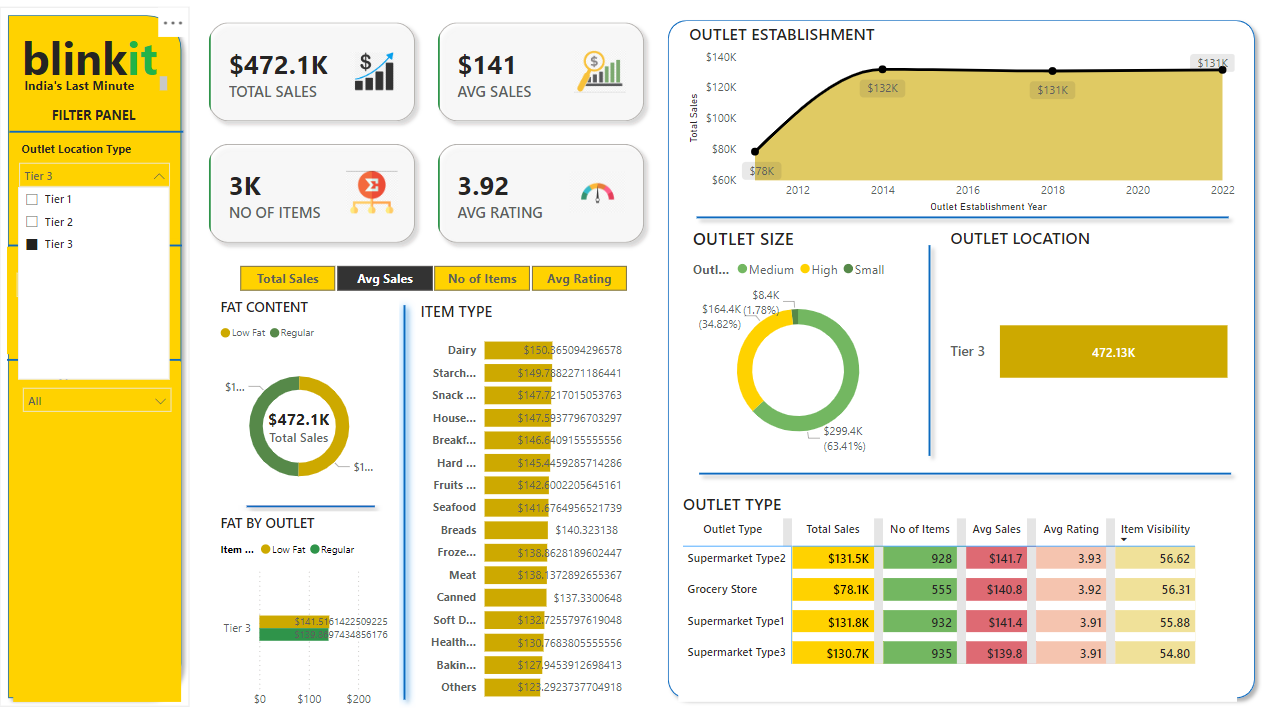 blinkit
India's Last Minute
FILTER PANEL
Outlet Location Type
Tier 3
Tier 1
Tier 2
Tier 3
All
$472.1K
TOTAL SALES
$141
AVG SALES
3K
NO OF ITEMS
3.92
AVG RATING
Total Sales Avg Sales No of Items Avg Rating
FAT CONTENT
Low Fat Regular
$1...
$472.1K
Total Sales
$1...
FAT BY OUTLET
Item ... Low Fat Regular
Tier 3
$141.5161422509225
$0 $100 $200
ITEM TYPE
Dairy $150.365094296578
Starch... $149.7882271186441
Snack ... $147.7217015053763
House... $147.5937796703297
Breakf... $146.6409155555556
Hard ... $145.4459285714286
Fruits ... $142.6002205645161
Seafood $141.6764956521739
Breads $140.323138
Froze... $138.8628189602447
Meat $138.1372892655367
Canned $137.3300648
Soft D... $132.7255797619048
Health... $130.7683805555556
Bakin... $127.9453912698413
Others $123.2923737704918
OUTLET ESTABLISHMENT
Total Sales
$140K
$120K
$100K
$80K
$60K
$78K
$132K
$131K
$131K
2012 2014 2016 2018 2020 2022
Outlet Establishment Year
OUTLET SIZE
Outl... Medium High Small
$8.4K
(1.78%)
$164.4K
(34.82%)
$299.4K
(63.41%)
OUTLET LOCATION
Tier 3 472.13K
OUTLET TYPE
Outlet Type Total Sales No of Items Avg Sales Avg Rating Item Visibility
Supermarket Type2 $131.5K 928 $141.7 3.93 56.62
Grocery Store $78.1K 555 $140.8 3.92 56.31
Supermarket Type1 $131.8K 932 $141.4 3.91 55.88
Supermarket Type3 $130.7K 935 $139.8 3.91 54.80